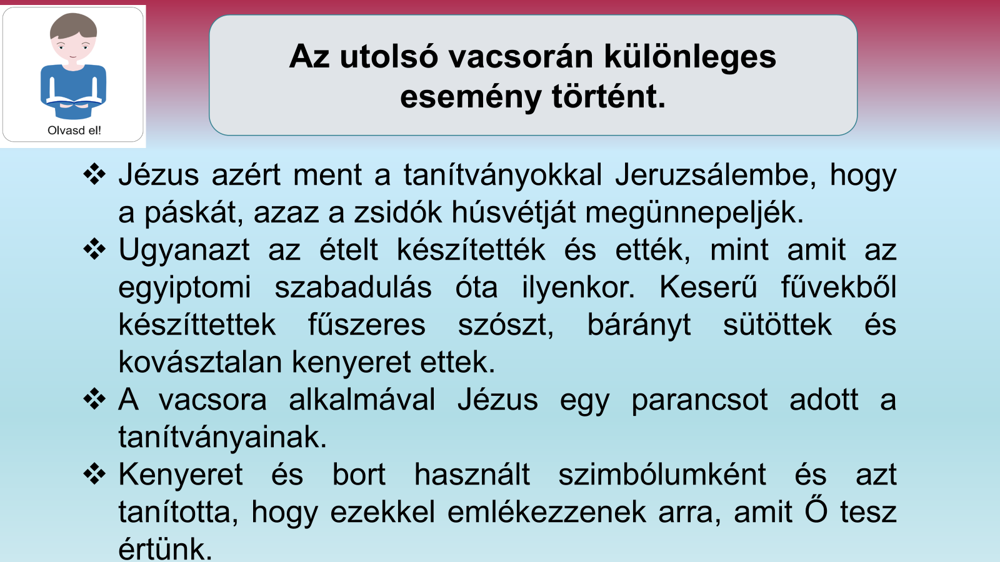 Olvasd el!
Az utolsó vacsorán különleges
esemény történt.
❖ Jézus azért ment a tanítványokkal Jeruzsálembe, hogy
a páskát, azaz a zsidók húsvétját megünnepeljék.
❖ Ugyanazt az ételt készítették és ették, mint amit az
egyiptomi szabadulás óta ilyenkor. Keserű fűvekből
készíttettek fűszeres szószt, bárányt sütöttek és
kovásztalan kenyeret ettek.
❖ A vacsora alkalmával Jézus egy parancsot adott a
tanítványainak.
❖ Kenyeret és bort használt szimbólumként és azt
tanította, hogy ezekkel emlékezzenek arra, amit Ő tesz
értünk.